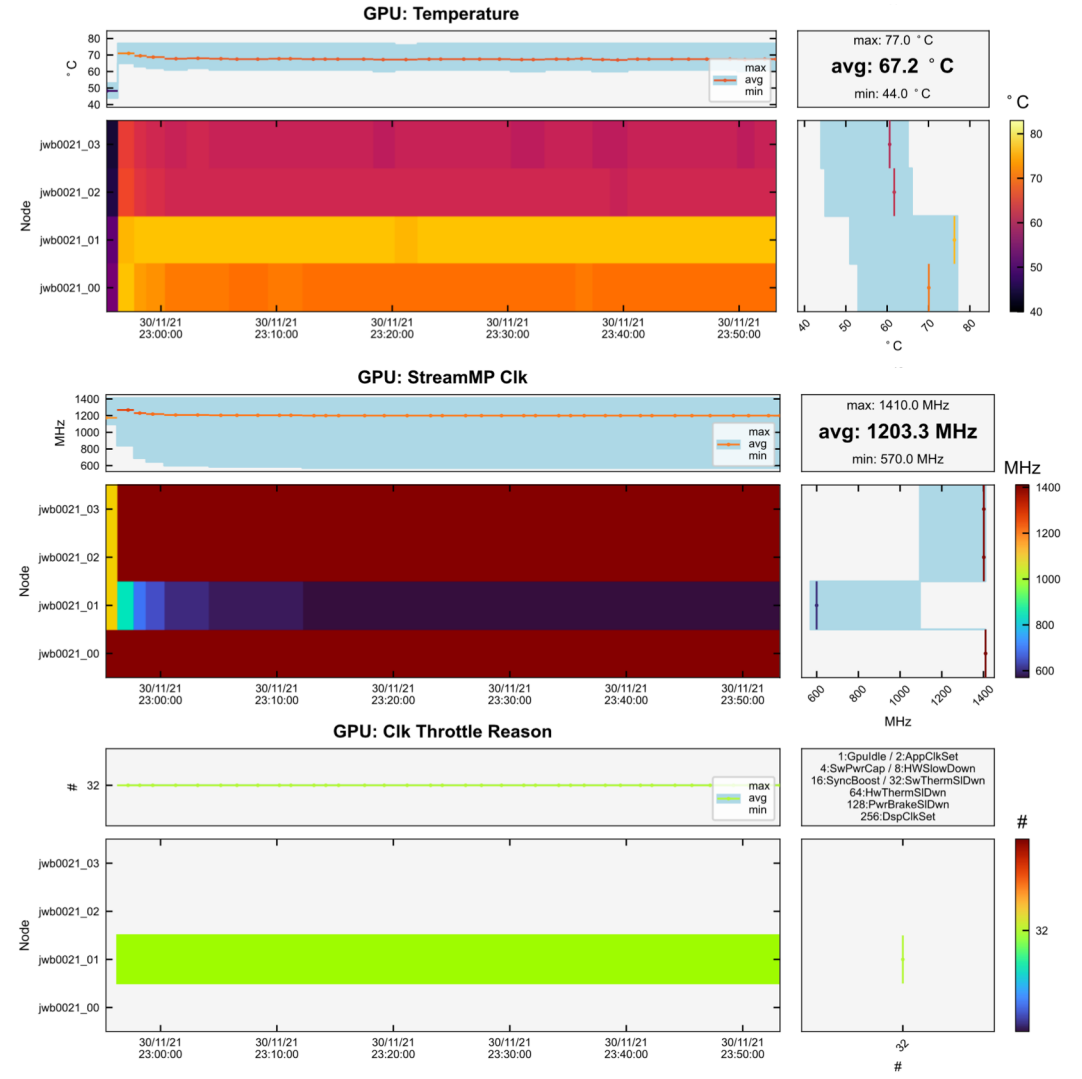 GPU: Temperature
80
70
60
50
40
° C
max
avg
min
max: 77.0 ° C
avg: 67.2 ° C
min: 44.0 ° C
° C
jwb0021_03
jwb0021_02
jwb0021_01
jwb0021_00
Node
30/11/21 23:00:00
30/11/21 23:10:00
30/11/21 23:20:00
30/11/21 23:30:00
30/11/21 23:40:00
30/11/21 23:50:00
40
50
60
70
80
° C
80
70
60
50
40
GPU: StreamMP Clk
1400
1200
1000
800
600
MHz
max
avg
min
max: 1410.0 MHz
avg: 1203.3 MHz
min: 570.0 MHz
MHz
jwb0021_03
jwb0021_02
jwb0021_01
jwb0021_00
Node
30/11/21 23:00:00
30/11/21 23:10:00
30/11/21 23:20:00
30/11/21 23:30:00
30/11/21 23:40:00
30/11/21 23:50:00
600
800
1000
1200
1400
MHz
1400
1200
1000
800
600
GPU: Clk Throttle Reason
32
#
max
avg
min
1:GpuIdle / 2:AppClkSet
4:SwPwrCap / 8:HWSlowDown
16:SyncBoost / 32:SwThermSlDwn
64:HwThermSlDwn
128:PwrBrakeSlDwn
256:DspClkSet
#
jwb0021_03
jwb0021_02
jwb0021_01
jwb0021_00
Node
30/11/21 23:00:00
30/11/21 23:10:00
30/11/21 23:20:00
30/11/21 23:30:00
30/11/21 23:40:00
30/11/21 23:50:00
32
#
32